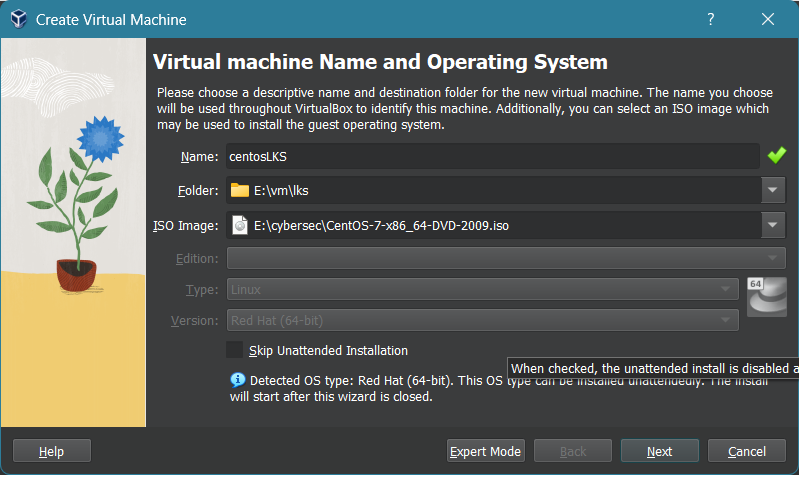 Create Virtual Machine
?
Virtual machine Name and Operating System
Please choose a descriptive name and destination folder for the new virtual machine. The name you choose
will be used throughout VirtualBox to identify this machine. Additionally, you can select an ISO image which
may be used to install the guest operating system.
Name: centosLKS
Folder: E:\vm\lks
ISO Image: E:\cybersec\CentOS-7-x86_64-DVD-2009.iso
Edition:
Type: Linux
64
Version: Red Hat (64-bit)
Skip Unattended Installation
When checked, the unattended install is disabled a
Detected OS type: Red Hat (64-bit). This OS type can be installed unattendedly. The install
will start after this wizard is closed.
Help Expert Mode Back Next Cancel